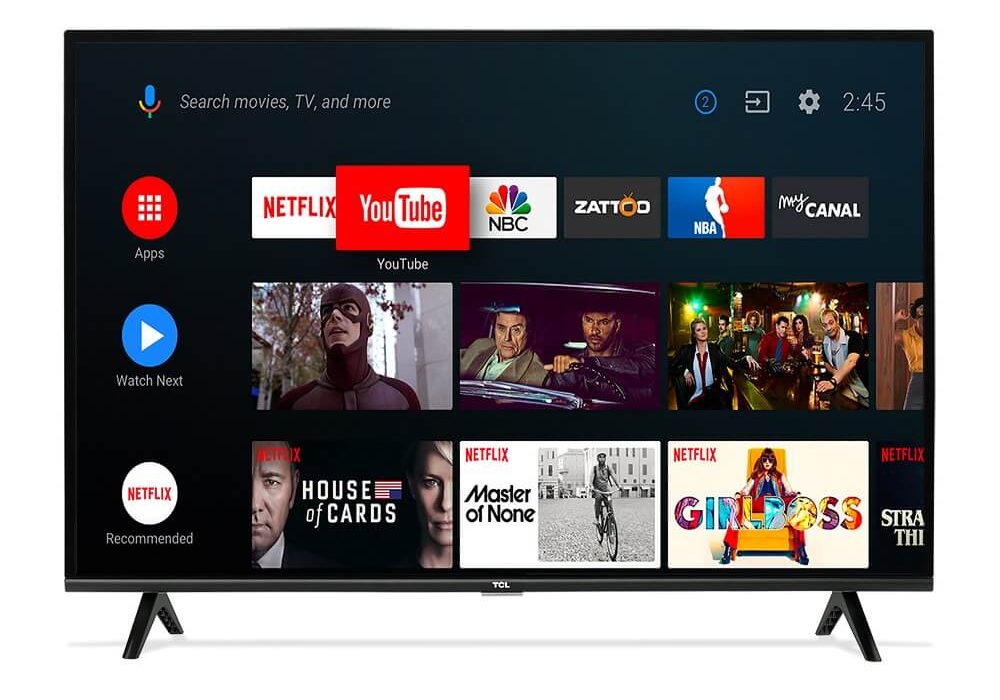 Search movies, TV, and more
2
2:45
NETFLIX
YouTube
NBC
ZATTOO
NBA
my CANAL
Apps
YouTube
Watch Next
NETFLIX
HOUSE
of CARDS
NETFLIX
Master
of None
NETFLIX
GIRLBOSS
NETFLIX
STRA
THI
NETFLIX
Recommended
TCL